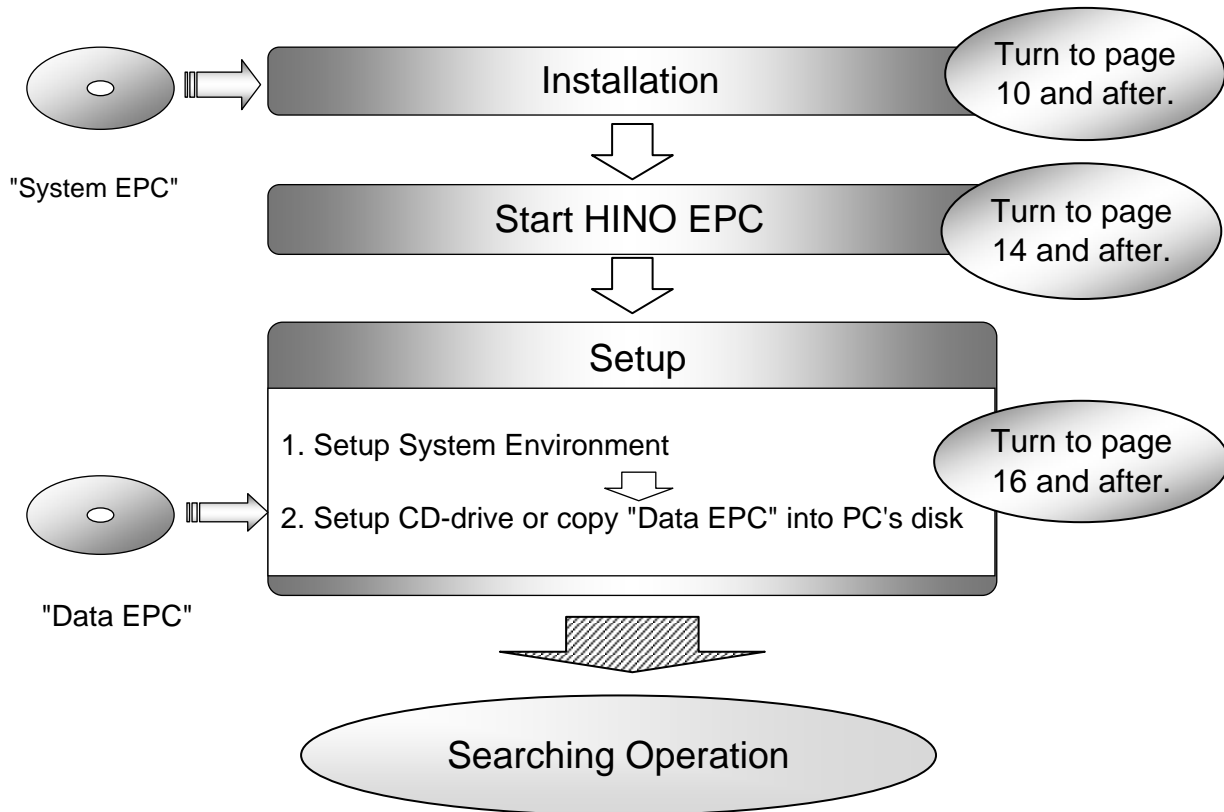 Installation
Turn to page
10 and after.
"System EPC"
Start HINO EPC
Turn to page
14 and after.
Setup
1. Setup System Environment
2. Setup CD-drive or copy "Data EPC" into PC's disk
Turn to page
16 and after.
"Data EPC"
Searching Operation